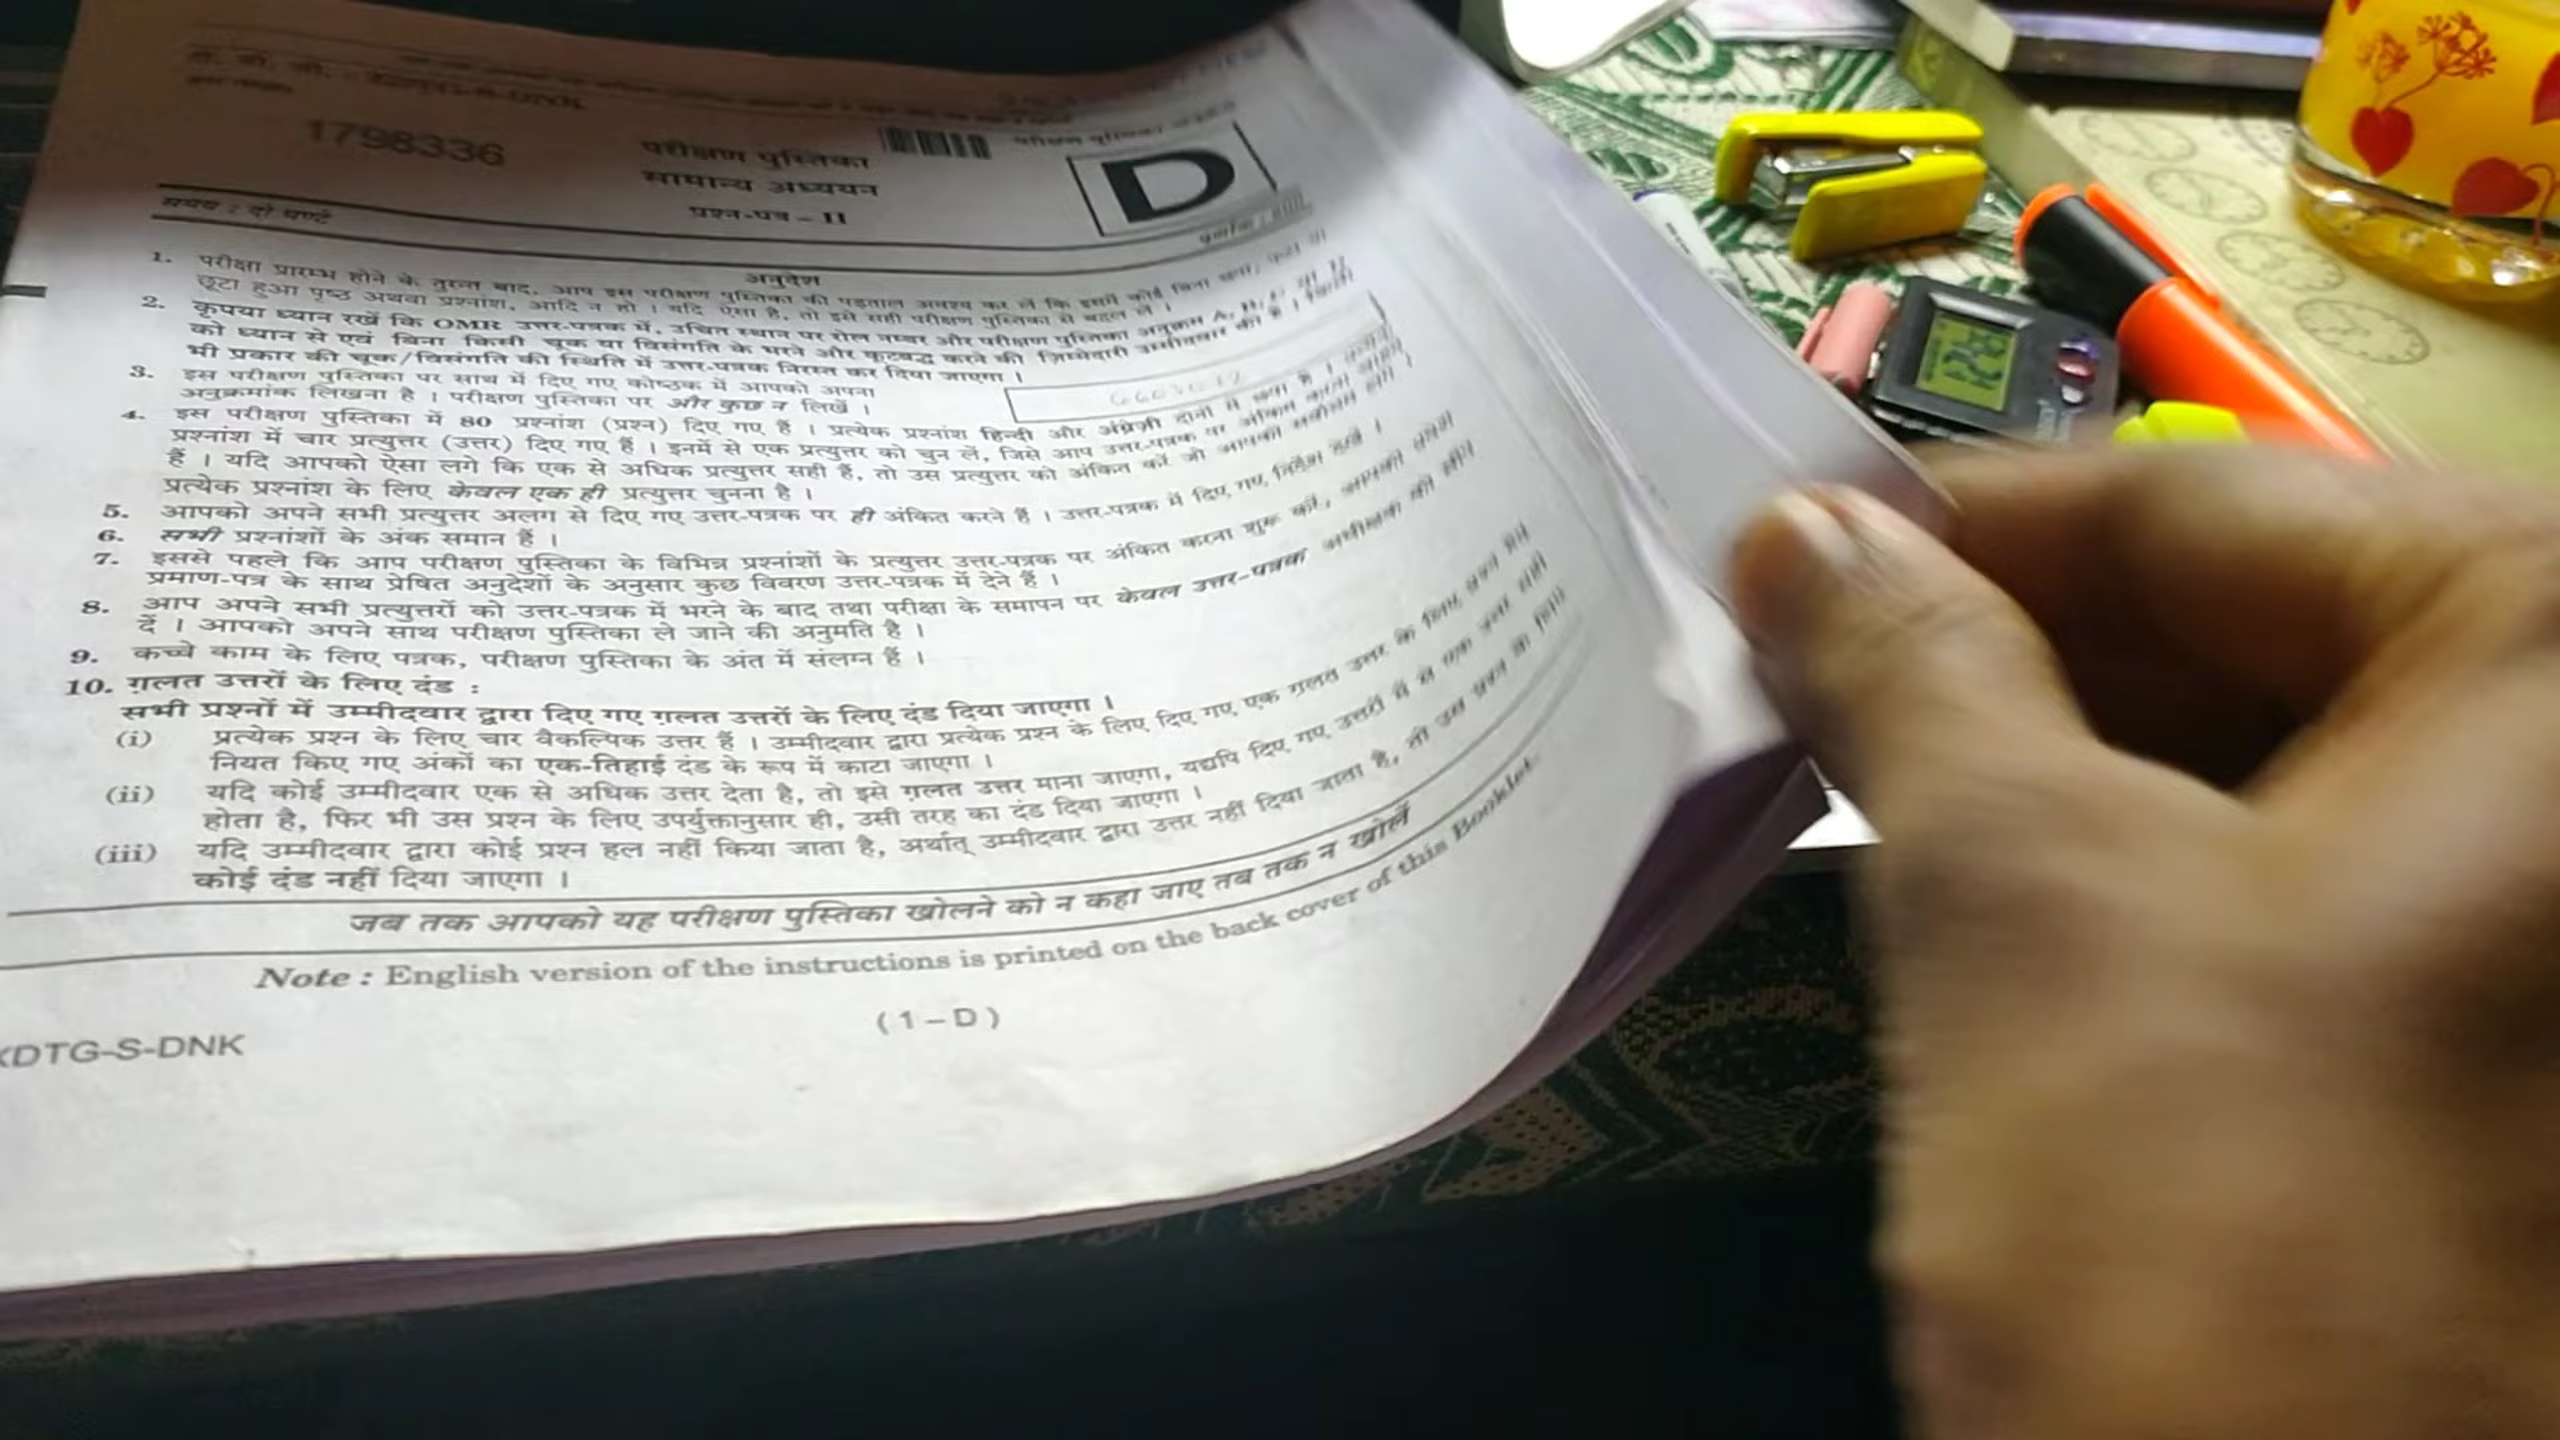 1798336
परीक्षण पुस्तिका
सामान्य अध्ययन
प्रश्न-पत्र – II
D
समय : दो घण्टे
पूर्णांक :
अनुदेश
1. परीक्षा प्रारम्भ होने के तुरन्त बाद, आप इस परीक्षण पुस्तिका की पड़ताल अवश्य कर लें कि इसमें कोई बिना छपा, फटा या
छूटा हुआ पृष्ठ अथवा प्रश्नांश, आदि न हो । यदि ऐसा है, तो इसे सही परीक्षण पुस्तिका से बदल लें ।
2. कृपया ध्यान रखें कि OMR उत्तर-पत्रक में, उचित स्थान पर रोल नम्बर और परीक्षण पुस्तिका अनुक्रम A, B, C या D
को ध्यान से एवं बिना किसी चूक या विसंगति के भरने और कूटबद्ध करने की ज़िम्मेदारी उम्मीदवार की है । किसी
भी प्रकार की चूक/विसंगति की स्थिति में उत्तर-पत्रक निरस्त कर दिया जाएगा ।
3. इस परीक्षण पुस्तिका पर साथ में दिए गए कोष्ठक में आपको अपना
अनुक्रमांक लिखना है । परीक्षण पुस्तिका पर और कुछ न लिखें ।
4. इस परीक्षण पुस्तिका में 80 प्रश्नांश (प्रश्न) दिए गए हैं । प्रत्येक प्रश्नांश हिन्दी और अंग्रेज़ी दोनों में छपा है । प्रत्येक
प्रश्नांश में चार प्रत्युत्तर (उत्तर) दिए गए हैं । इनमें से एक प्रत्युत्तर को चुन लें, जिसे आप उत्तर-पत्रक पर अंकित करना चाहते
हैं । यदि आपको ऐसा लगे कि एक से अधिक प्रत्युत्तर सही हैं, तो उस प्रत्युत्तर को अंकित करें जो आपको सर्वोत्तम लगे ।
प्रत्येक प्रश्नांश के लिए केवल एक ही प्रत्युत्तर चुनना है ।
5. आपको अपने सभी प्रत्युत्तर अलग से दिए गए उत्तर-पत्रक पर ही अंकित करने हैं । उत्तर-पत्रक में दिए गए निर्देश देखें ।
6. सभी प्रश्नांशों के अंक समान हैं ।
7. इससे पहले कि आप परीक्षण पुस्तिका के विभिन्न प्रश्नांशों के प्रत्युत्तर उत्तर-पत्रक पर अंकित करना शुरू करें, आपको प्रवेश
प्रमाण-पत्र के साथ प्रेषित अनुदेशों के अनुसार कुछ विवरण उत्तर-पत्रक में देने हैं ।
8. आप अपने सभी प्रत्युत्तरों को उत्तर-पत्रक में भरने के बाद तथा परीक्षा के समापन पर केवल उत्तर-पत्रक अधीक्षक को सौंप
दें । आपको अपने साथ परीक्षण पुस्तिका ले जाने की अनुमति है ।
9. कच्चे काम के लिए पत्रक, परीक्षण पुस्तिका के अंत में संलग्न हैं ।
10. ग़लत उत्तरों के लिए दंड :
सभी प्रश्नों में उम्मीदवार द्वारा दिए गए ग़लत उत्तरों के लिए दंड दिया जाएगा ।
(i) प्रत्येक प्रश्न के लिए चार वैकल्पिक उत्तर हैं । उम्मीदवार द्वारा प्रत्येक प्रश्न के लिए दिए गए एक ग़लत उत्तर के लिए प्रश्न हेतु
नियत किए गए अंकों का एक-तिहाई दंड के रूप में काटा जाएगा ।
(ii) यदि कोई उम्मीदवार एक से अधिक उत्तर देता है, तो इसे ग़लत उत्तर माना जाएगा, यद्यपि दिए गए उत्तरों में से एक उत्तर सही
होता है, फिर भी उस प्रश्न के लिए उपर्युक्तानुसार ही, उसी तरह का दंड दिया जाएगा ।
(iii) यदि उम्मीदवार द्वारा कोई प्रश्न हल नहीं किया जाता है, अर्थात् उम्मीदवार द्वारा उत्तर नहीं दिया जाता है, तो उस प्रश्न के लिए
कोई दंड नहीं दिया जाएगा ।
जब तक आपको यह परीक्षण पुस्तिका खोलने को न कहा जाए तब तक न खोलें
Note : English version of the instructions is printed on the back cover of this Booklet.
(1–D)
DTG-S-DNK